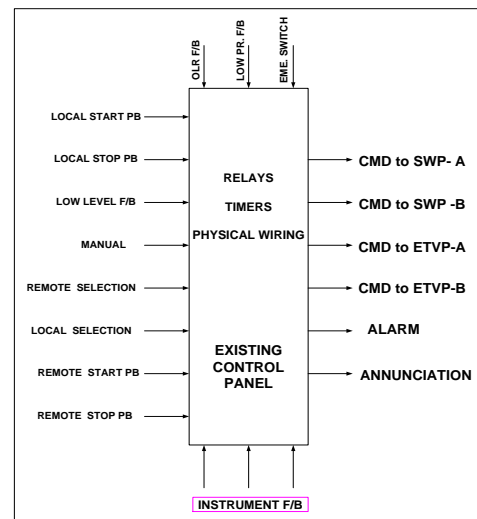 OLR F/B
LOW PR. F/B
EME. SWITCH
LOCAL START PB
LOCAL STOP PB
LOW LEVEL F/B
MANUAL
REMOTE SELECTION
LOCAL SELECTION
REMOTE START PB
REMOTE STOP PB
RELAYS
TIMERS
PHYSICAL WIRING
EXISTING
CONTROL
PANEL
CMD to SWP- A
CMD to SWP -B
CMD to ETVP-A
CMD to ETVP-B
ALARM
ANNUNCIATION
INSTRUMENT F/B